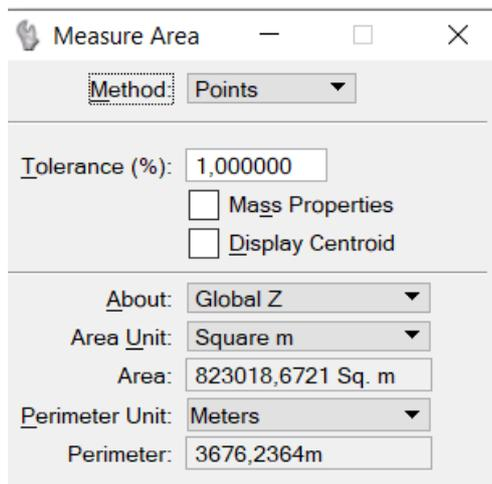 Measure Area
Method: Points
Tolerance (%): 1,000000
Mass Properties
Display Centroid
About: Global Z
Area Unit: Square m
Area: 823018,6721 Sq. m
Perimeter Unit: Meters
Perimeter: 3676,2364m